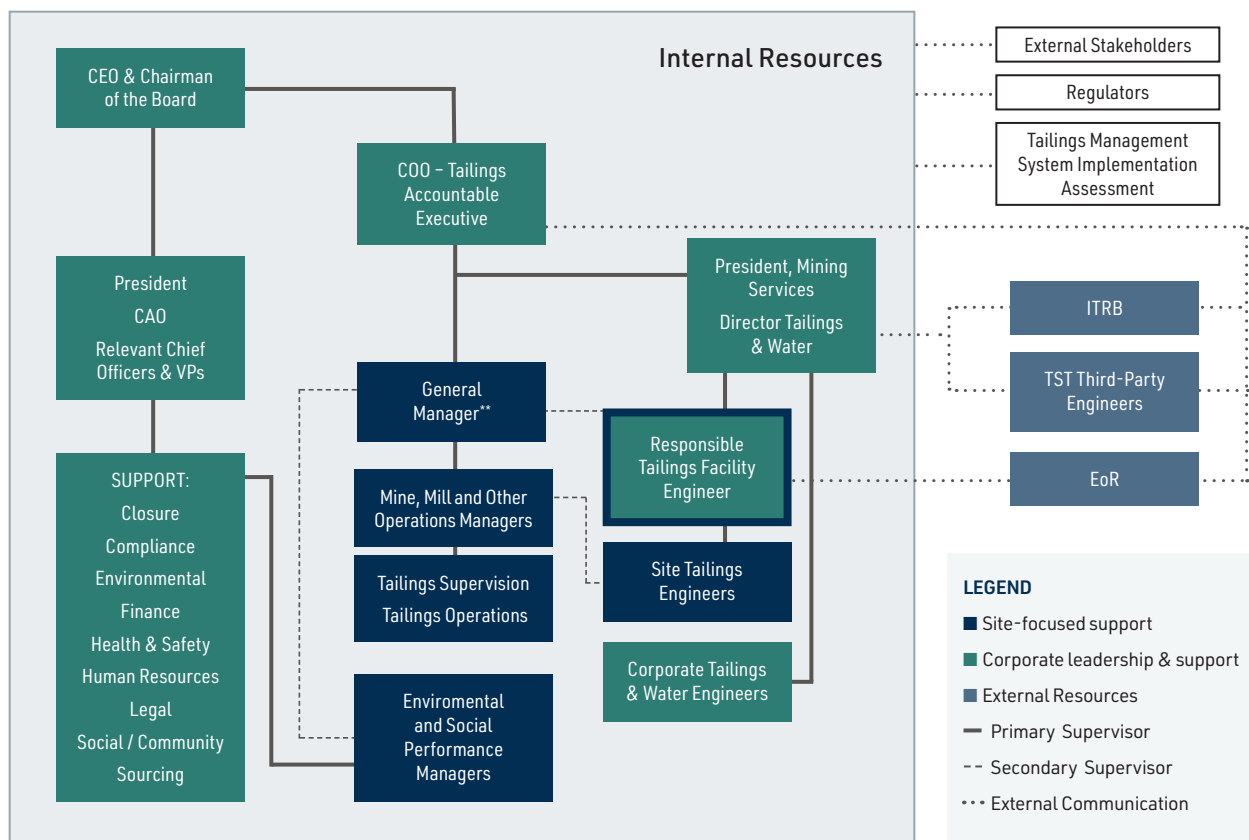 Internal Resources
CEO & Chairman
of the Board
COO – Tailings
Accountable
Executive
President
CAO
Relevant Chief
Officers & VPs
President, Mining
Services
Director Tailings
& Water
General
Manager**
Responsible
Tailings Facility
Engineer
Mine, Mill and Other
Operations Managers
Tailings Supervision
Tailings Operations
Site Tailings
Engineers
SUPPORT:
Closure
Compliance
Environmental
Finance
Health & Safety
Human Resources
Legal
Social / Community
Sourcing
Corporate Tailings
& Water Engineers
Enviromental
and Social
Performance
Managers
External Stakeholders
Regulators
Tailings Management
System Implementation
Assessment
ITRB
TST Third-Party
Engineers
EoR
LEGEND
Site-focused support
Corporate leadership & support
External Resources
Primary Supervisor
Secondary Supervisor
External Communication